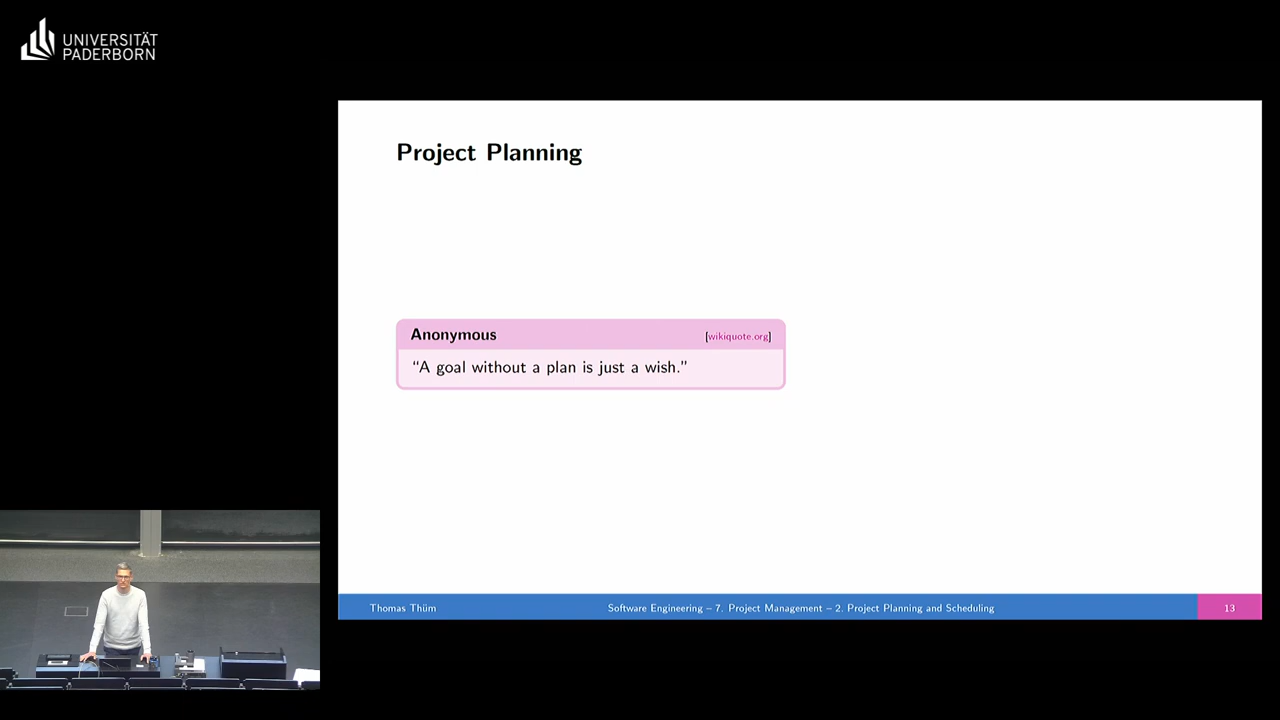 UNIVERSITÄT
PADERBORN
Project Planning
Anonymous [wikiquote.org]
“A goal without a plan is just a wish.”
Thomas Thüm Software Engineering – 7. Project Management – 2. Project Planning and Scheduling 13